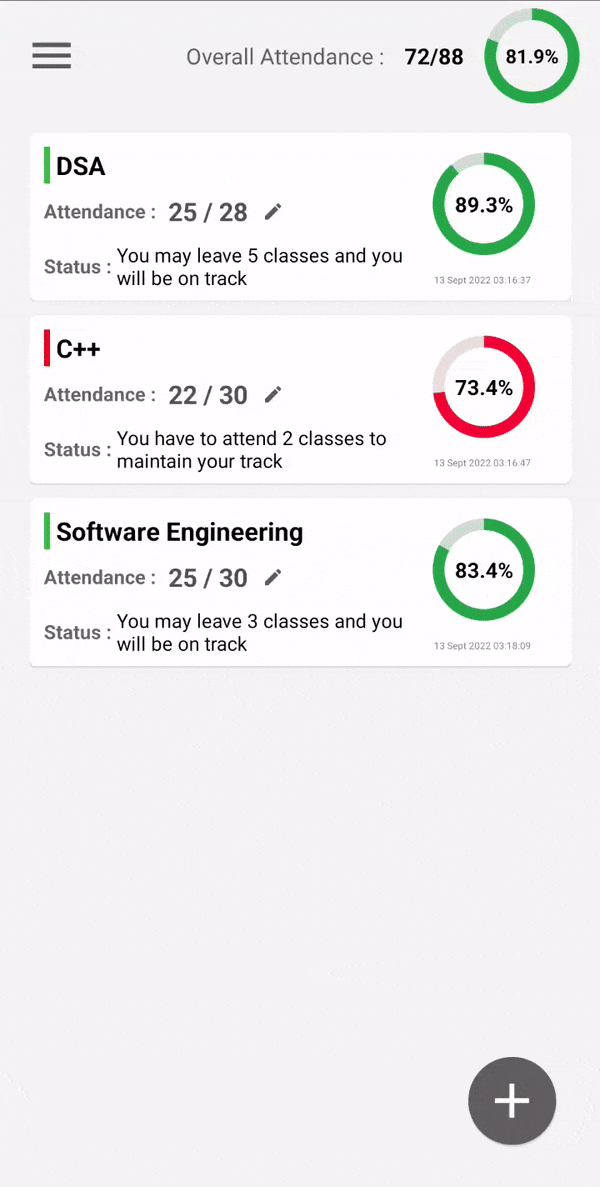 Overall Attendance : 72/88 81.9%
DSA
Attendance : 25 / 28
89.3%
Status : You may leave 5 classes and you
will be on track
13 Sept 2022 03:16:37
C++
Attendance : 22 / 30
73.4%
Status : You have to attend 2 classes to
maintain your track
13 Sept 2022 03:16:47
Software Engineering
Attendance : 25 / 30
83.4%
Status : You may leave 3 classes and you
will be on track
13 Sept 2022 03:18:09